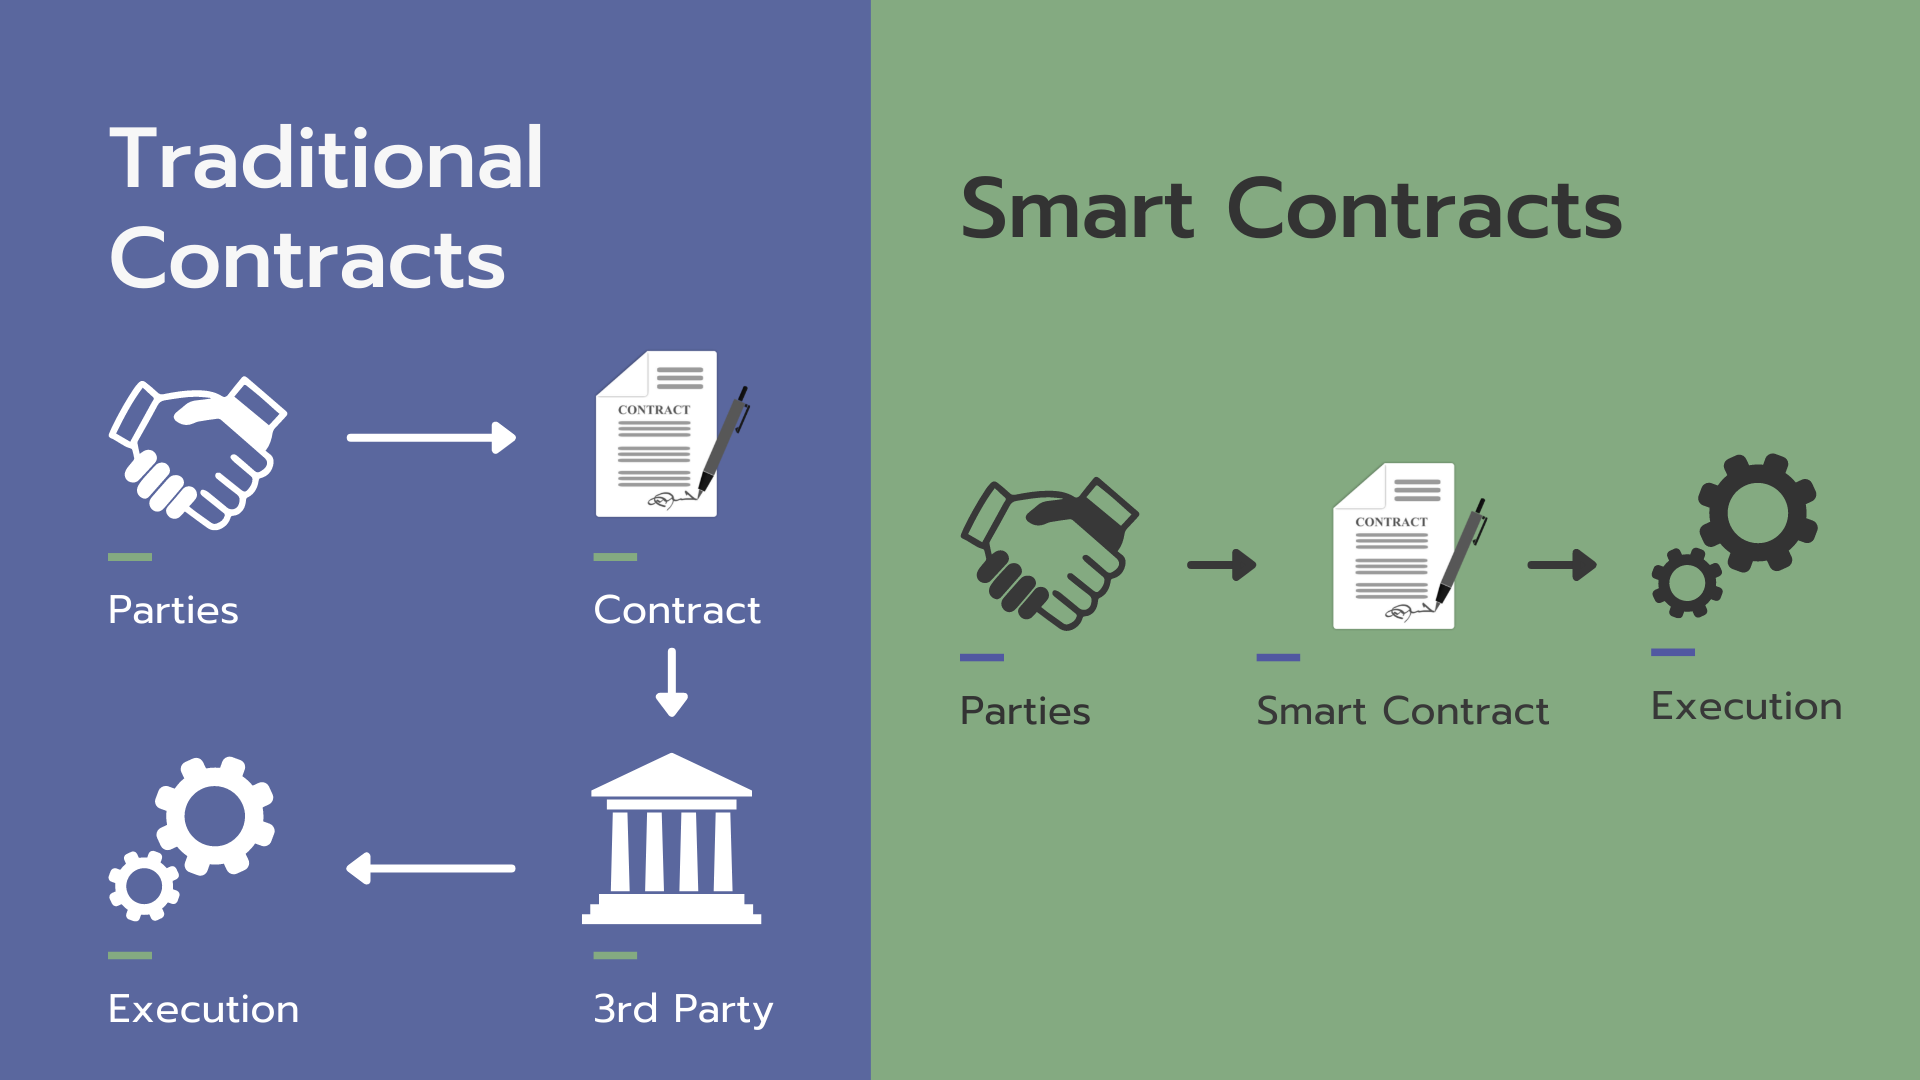 Traditional
Contracts
CONTRACT
Parties
Contract
Execution
3rd Party
Smart Contracts
CONTRACT
Parties
Smart Contract
Execution